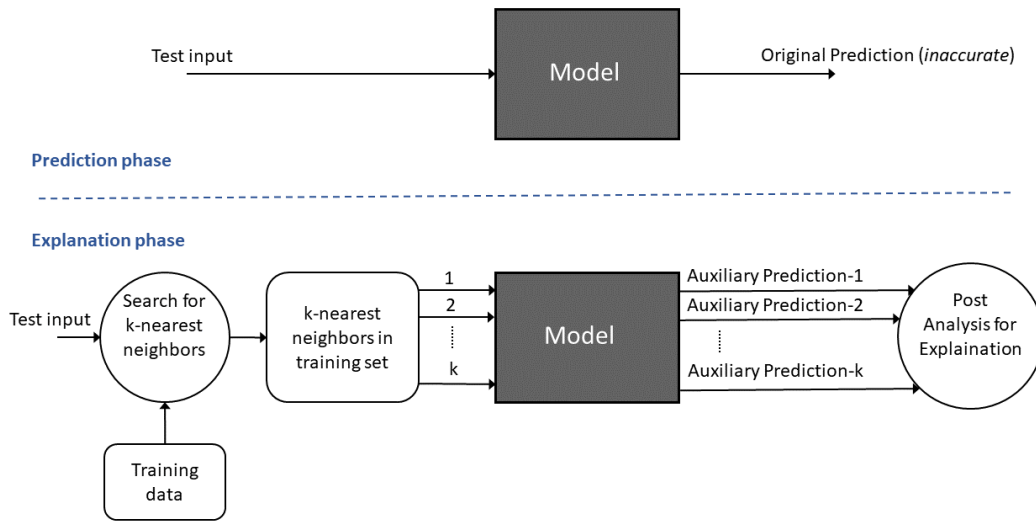 Test input
Model
Original Prediction (inaccurate)
Prediction phase
Explanation phase
Test input
Search for
k-nearest
neighbors
Training
data
k-nearest
neighbors in
training set
1
2
k
Model
Auxiliary Prediction-1
Auxiliary Prediction-2
Auxiliary Prediction-k
Post
Analysis for
Explaination